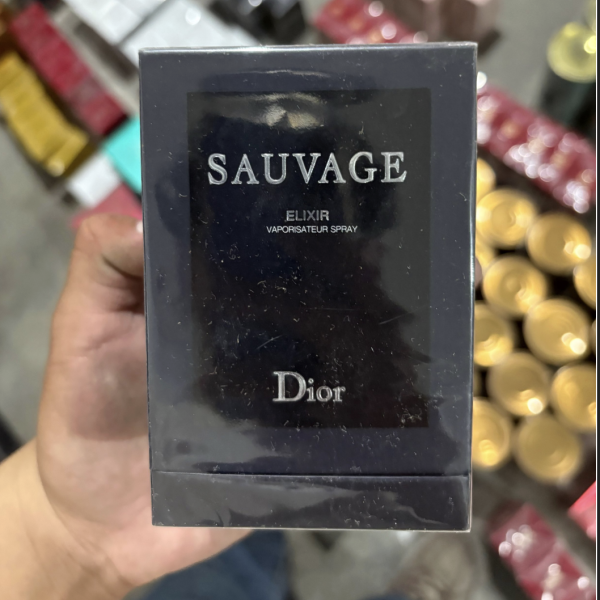 SAUVAGE
ELIXIR
VAPORISATEUR SPRAY
Dior